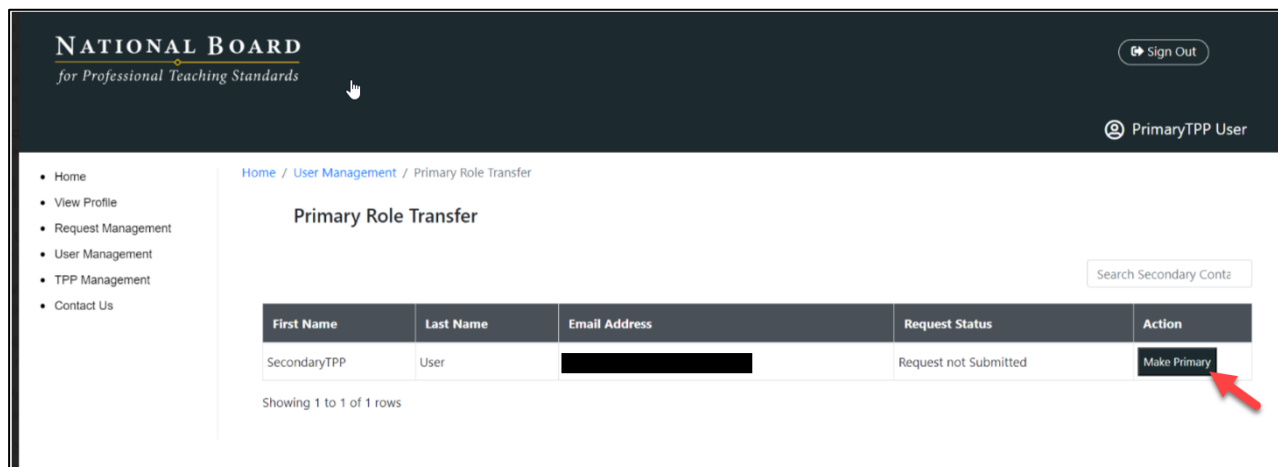 NATIONAL BOARD
for Professional Teaching Standards
Sign Out
PrimaryTPP User
Home
View Profile
Request Management
User Management
TPP Management
Contact Us
Home / User Management / Primary Role Transfer
Primary Role Transfer
Search Secondary Conta
First Name Last Name Email Address Request Status Action
SecondaryTPP User Request not Submitted Make Primary
Showing 1 to 1 of 1 rows